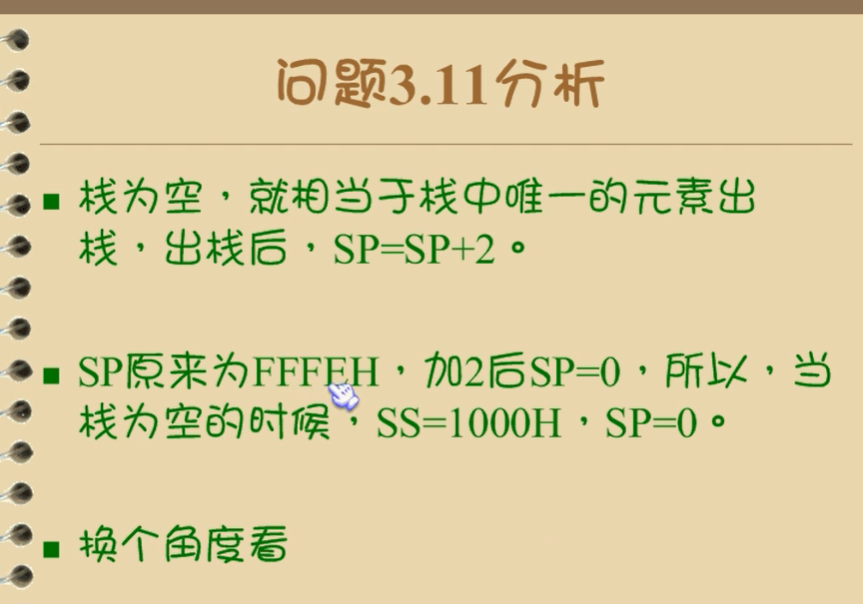 问题3.11分析
栈为空，就相当于栈中唯一的元素出
栈，出栈后，SP=SP+2。
SP原来为FFFEH，加2后SP=0，所以，当
栈为空的时候，SS=1000H，SP=0。
换个角度看